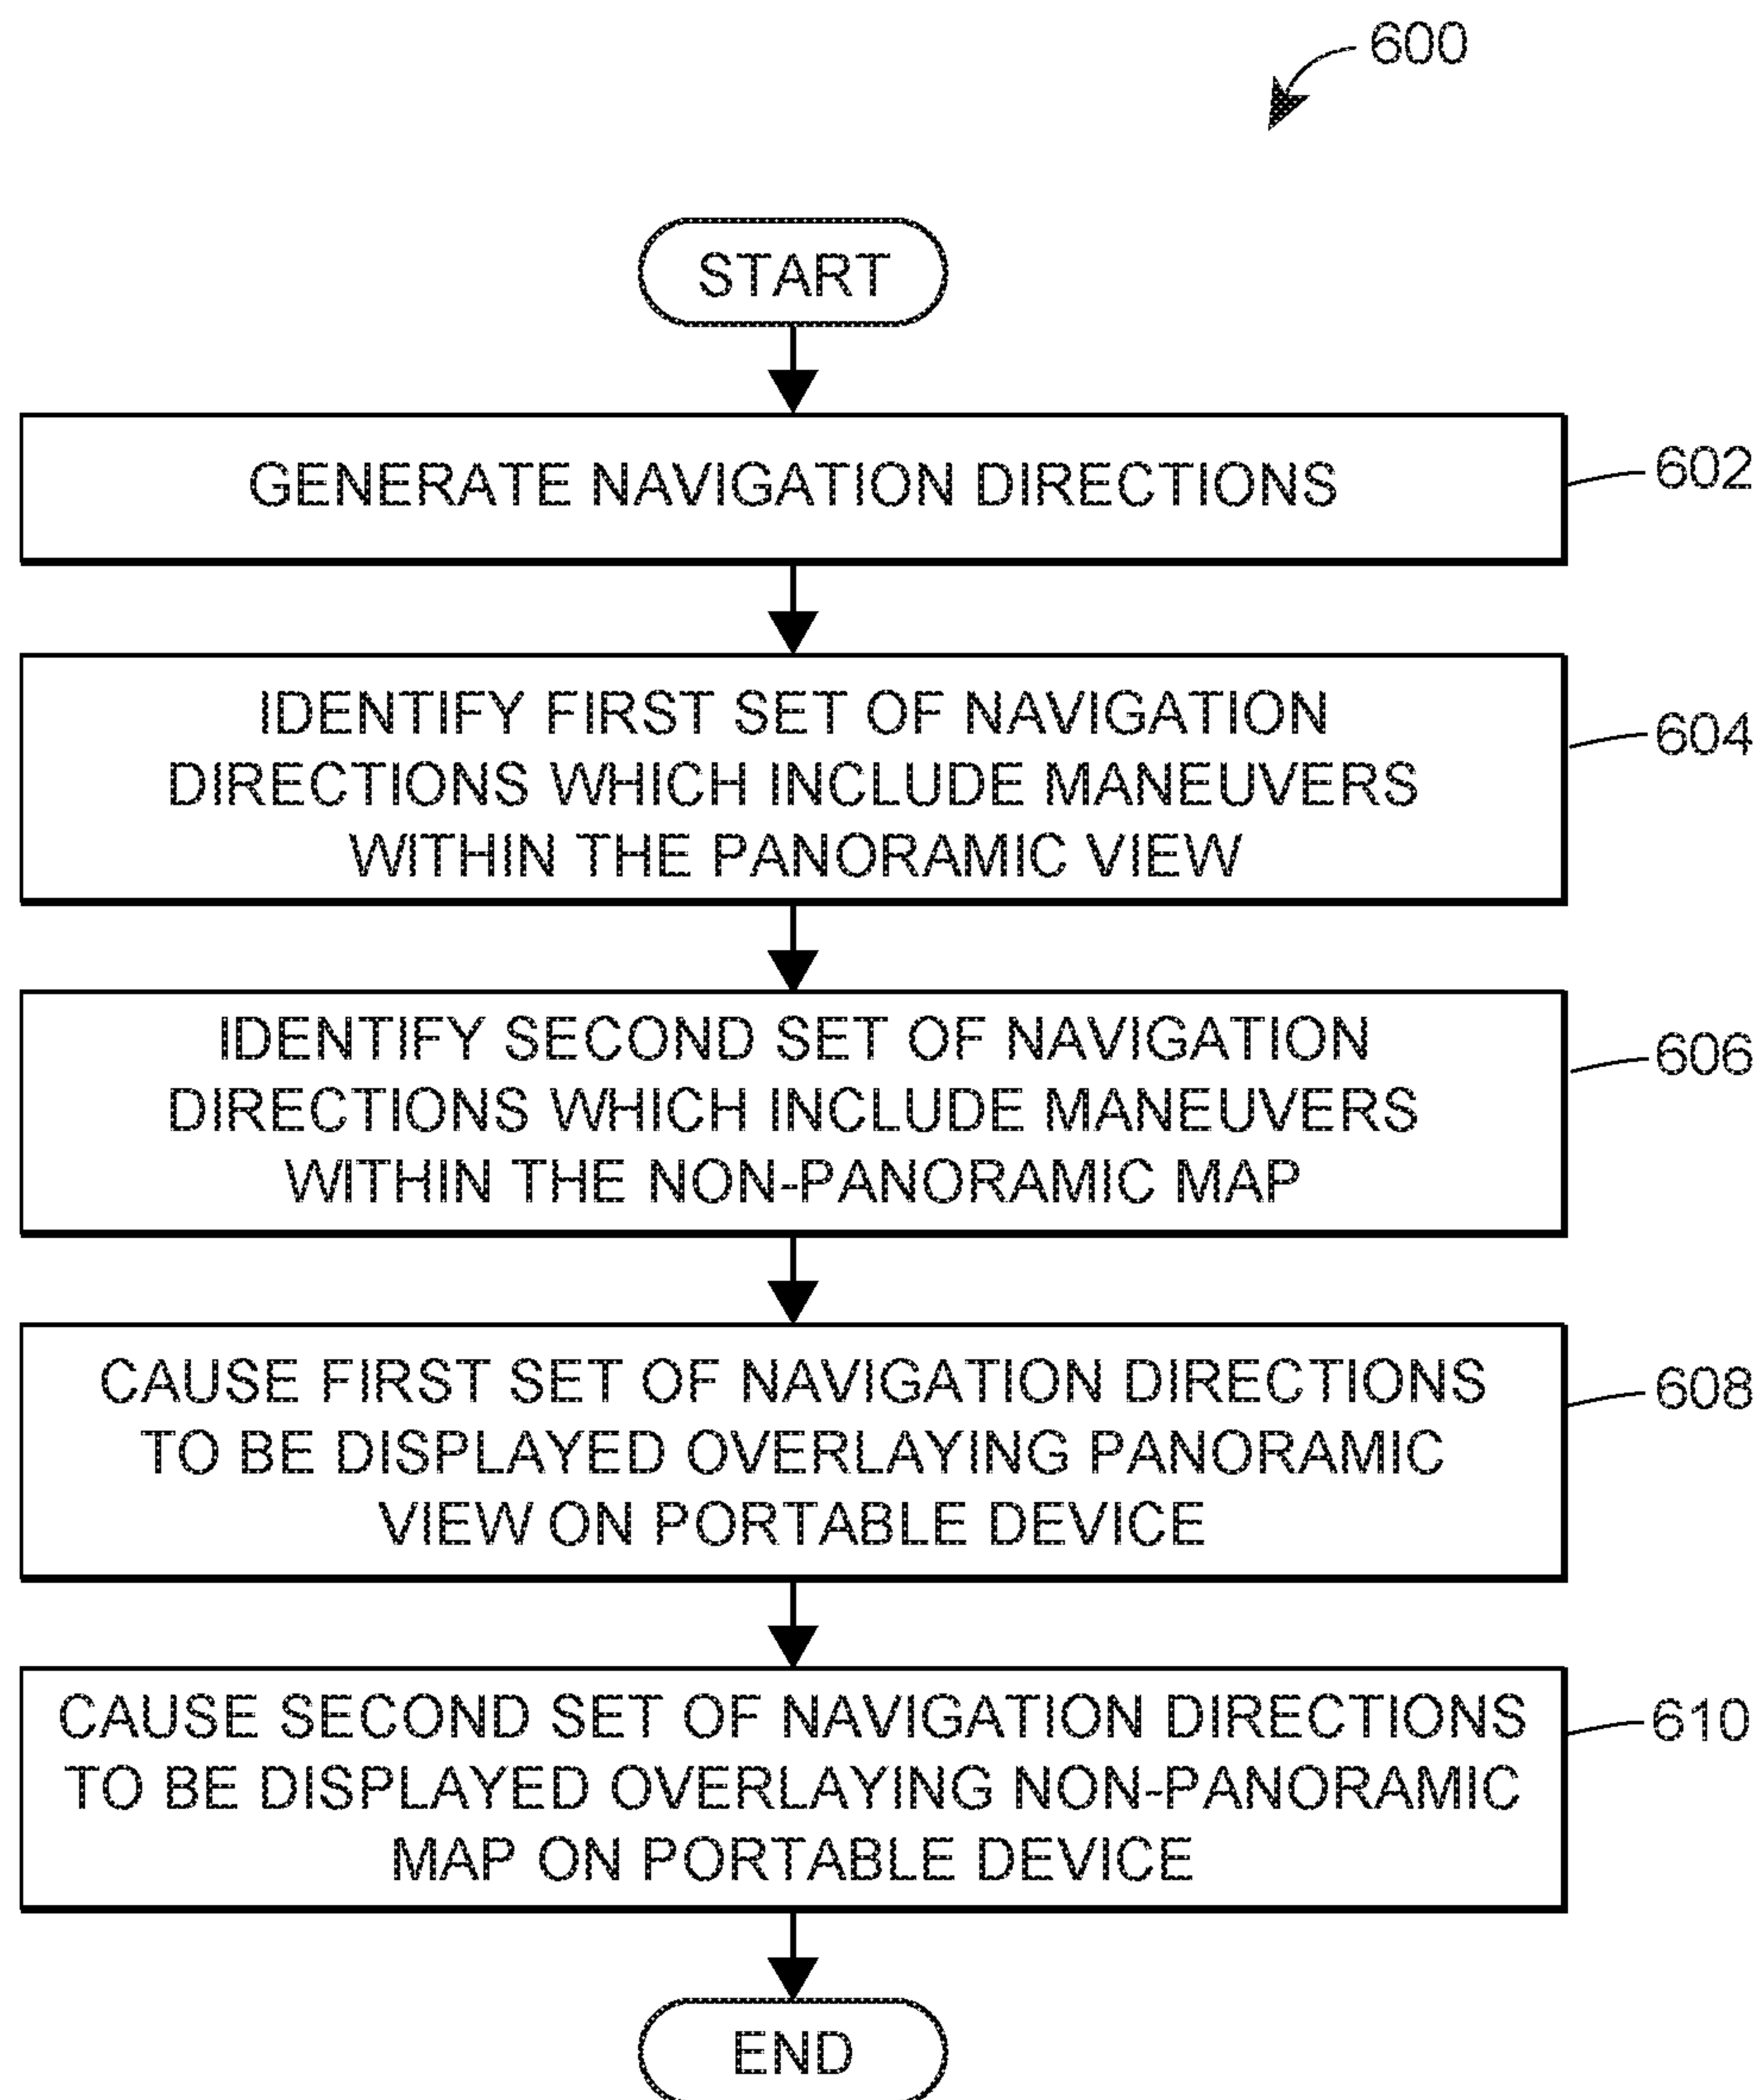 600
START
GENERATE NAVIGATION DIRECTIONS
602
IDENTIFY FIRST SET OF NAVIGATION
DIRECTIONS WHICH INCLUDE MANEUVERS
WITHIN THE PANORAMIC VIEW
604
IDENTIFY SECOND SET OF NAVIGATION
DIRECTIONS WHICH INCLUDE MANEUVERS
WITHIN THE NON-PANORAMIC MAP
606
CAUSE FIRST SET OF NAVIGATION DIRECTIONS
TO BE DISPLAYED OVERLAYING PANORAMIC
VIEW ON PORTABLE DEVICE
608
CAUSE SECOND SET OF NAVIGATION DIRECTIONS
TO BE DISPLAYED OVERLAYING NON-PANORAMIC
MAP ON PORTABLE DEVICE
610
END